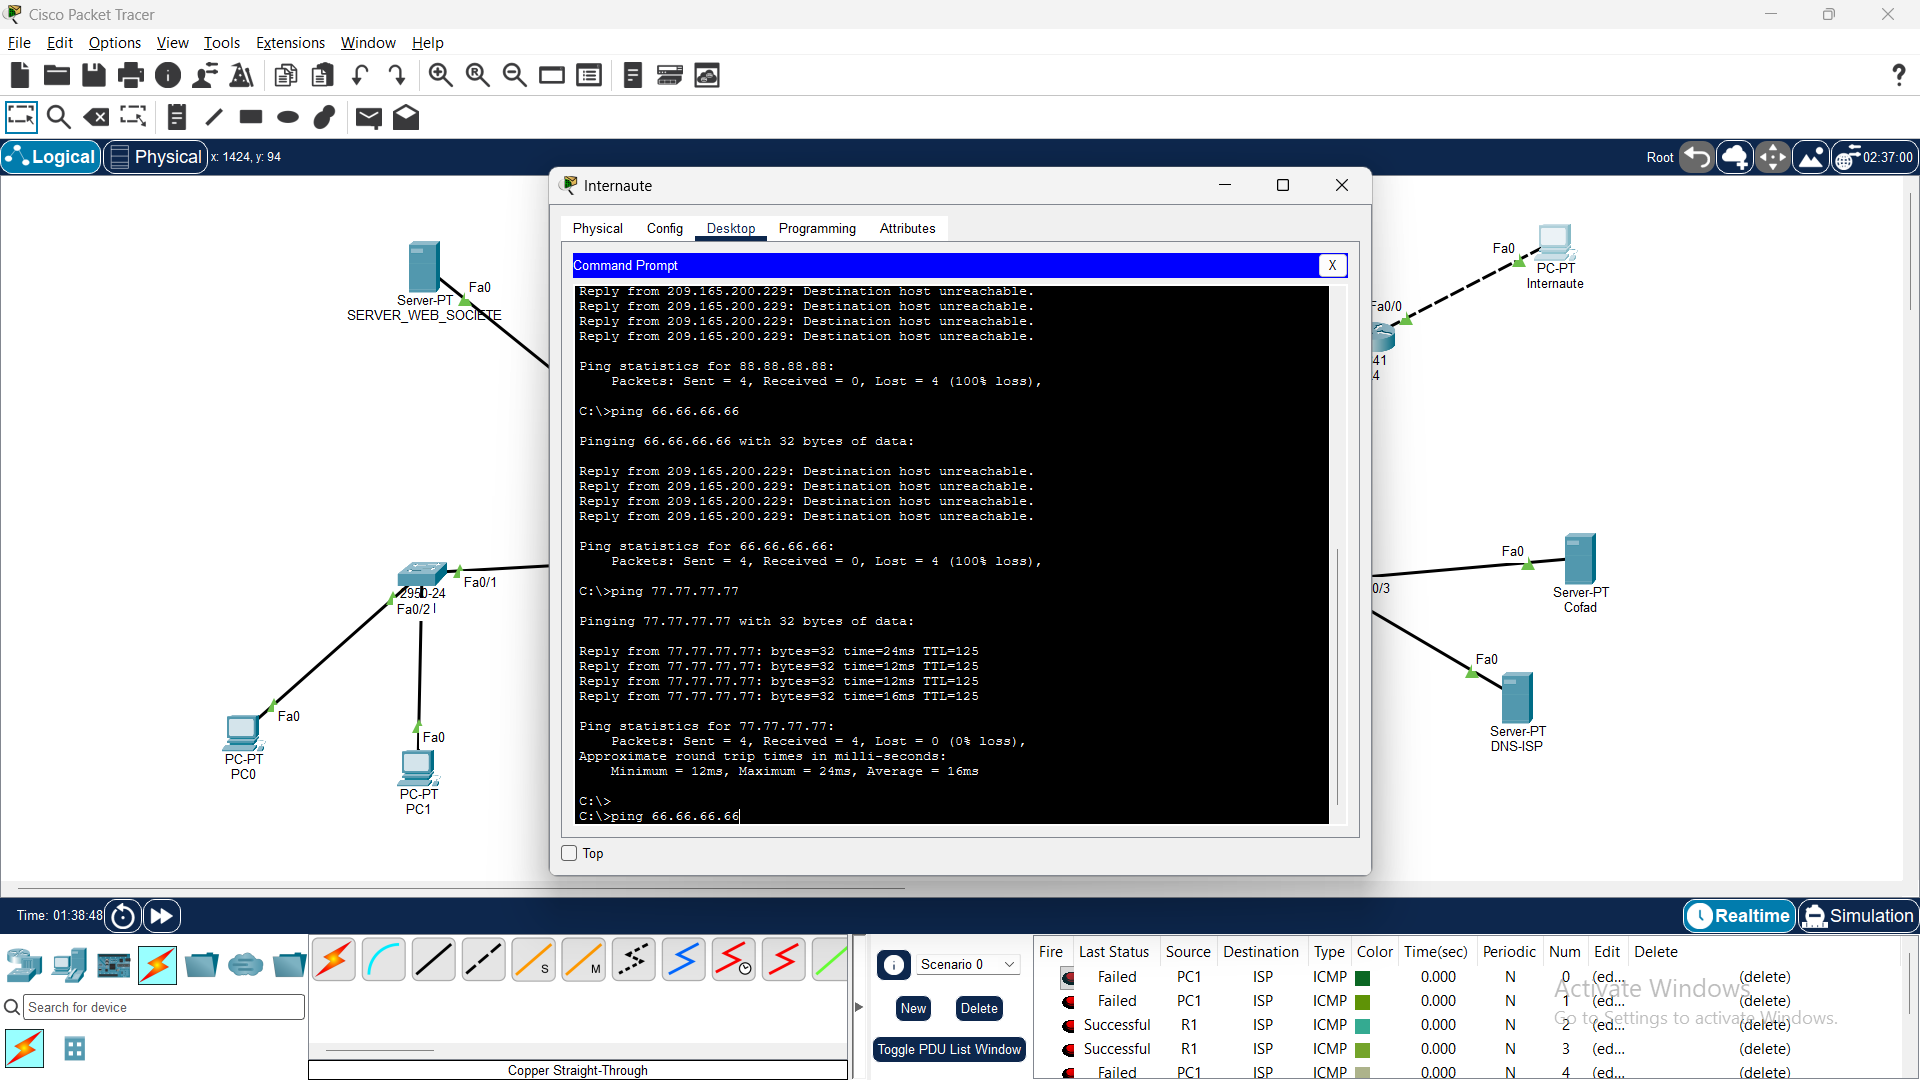 Cisco Packet Tracer
File Edit Options View Tools Extensions Window Help
Logical Physical x: 1424, y: 94 Root 02:37:00
Internaute
Physical Config Desktop Programming Attributes
Command Prompt X
Reply from 209.165.200.229: Destination host unreachable.
Reply from 209.165.200.229: Destination host unreachable.
Reply from 209.165.200.229: Destination host unreachable.
Reply from 209.165.200.229: Destination host unreachable.
Ping statistics for 88.88.88.88:
Packets: Sent = 4, Received = 0, Lost = 4 (100% loss),
C:\>ping 66.66.66.66
Pinging 66.66.66.66 with 32 bytes of data:
Reply from 209.165.200.229: Destination host unreachable.
Reply from 209.165.200.229: Destination host unreachable.
Reply from 209.165.200.229: Destination host unreachable.
Reply from 209.165.200.229: Destination host unreachable.
Ping statistics for 66.66.66.66:
Packets: Sent = 4, Received = 0, Lost = 4 (100% loss),
C:\>ping 77.77.77.77
Pinging 77.77.77.77 with 32 bytes of data:
Reply from 77.77.77.77: bytes=32 time=24ms TTL=125
Reply from 77.77.77.77: bytes=32 time=12ms TTL=125
Reply from 77.77.77.77: bytes=32 time=12ms TTL=125
Reply from 77.77.77.77: bytes=32 time=16ms TTL=125
Ping statistics for 77.77.77.77:
Packets: Sent = 4, Received = 4, Lost = 0 (0% loss),
Approximate round trip times in milli-seconds:
Minimum = 12ms, Maximum = 24ms, Average = 16ms
C:\>
C:\>ping 66.66.66.66
Top
Fa0
Server-PT
SERVER_WEB_SOCIETE
Fa0/1
2950-24
Fa0/2
Fa0
PC-PT
PC0
Fa0
PC-PT
PC1
Fa0
PC-PT
Internaute
Fa0/0
41
4
Fa0
0/3
Server-PT
Cofad
Fa0
Server-PT
DNS-ISP
Time: 01:38:48 Realtime Simulation
Search for device
S M
Copper Straight-Through
Scenario 0
New Delete
Toggle PDU List Window
Fire Last Status Source Destination Type Color Time(sec) Periodic Num Edit Delete
Failed PC1 ISP ICMP 0.000 N 0 (ed... (delete)
Failed PC1 ISP ICMP 0.000 N 1 (ed... (delete)
Successful R1 ISP ICMP 0.000 N 2 (ed... (delete)
Successful R1 ISP ICMP 0.000 N 3 (ed... (delete)
Failed PC1 ISP ICMP 0.000 N 4 (ed... (delete)
Activate Windows
Go to Settings to activate Windows.